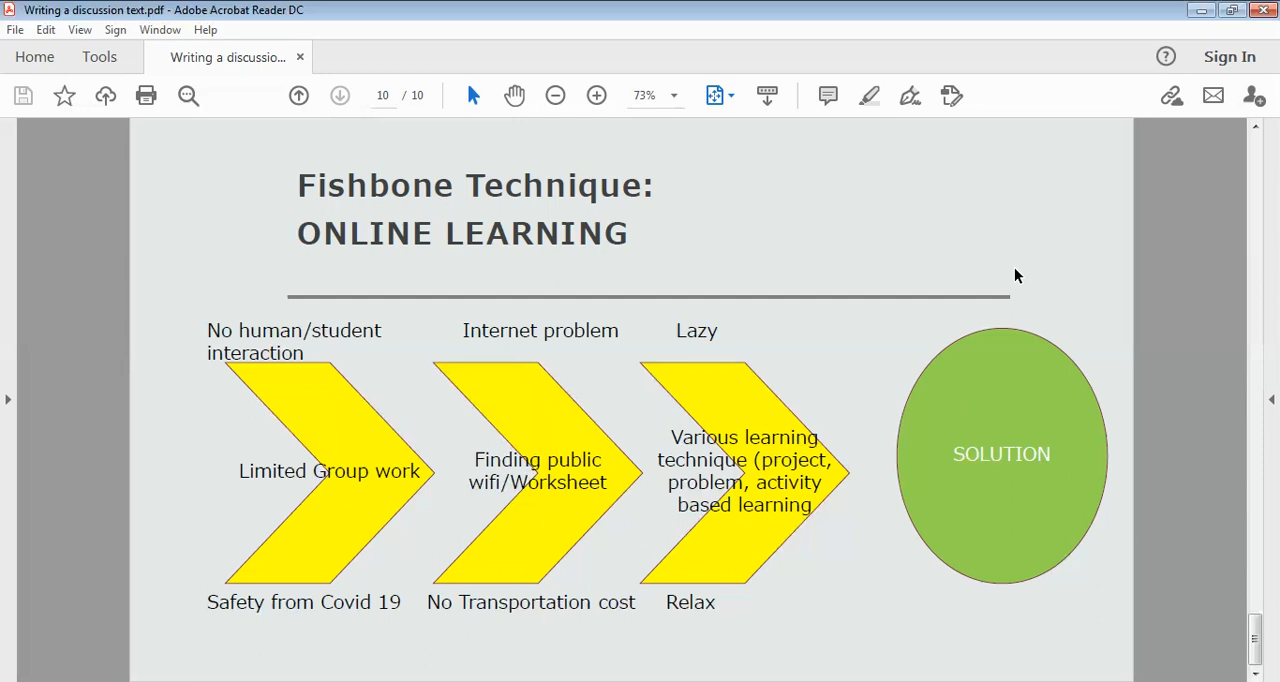 Writing a discussion text.pdf - Adobe Acrobat Reader DC
File Edit View Sign Window Help
Home Tools Writing a discussio... × ? Sign In
10 / 10 73%
Fishbone Technique:
ONLINE LEARNING
No human/student
interaction
Internet problem
Lazy
Limited Group work
Finding public
wifi/Worksheet
Various learning
technique (project,
problem, activity
based learning
SOLUTION
Safety from Covid 19
No Transportation cost
Relax